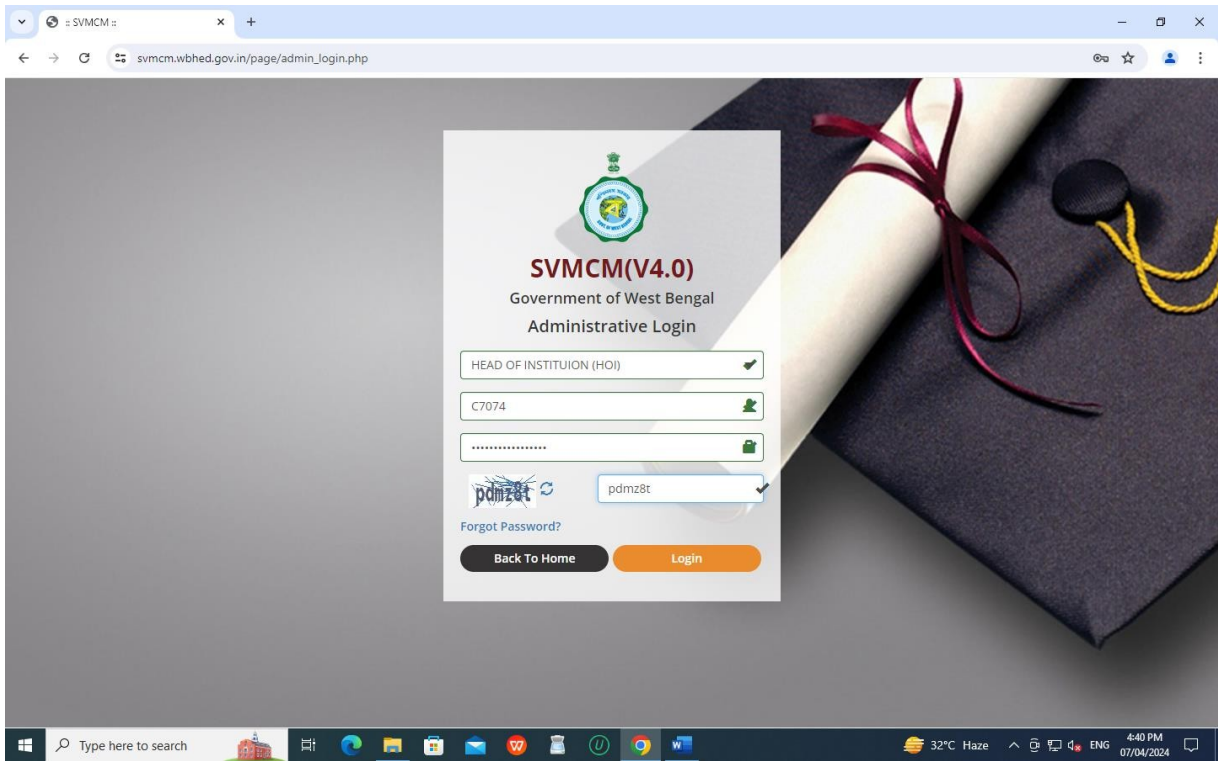 :: SVMCM ::
svmcm.wbhed.gov.in/page/admin_login.php
SVMCM(V4.0)
Government of West Bengal
Administrative Login
HEAD OF INSTITUION (HOI)
C7074
pdmz8t
pdmz8t
Forgot Password?
Back To Home
Login
Type here to search
32°C Haze
ENG
4:40 PM
07/04/2024